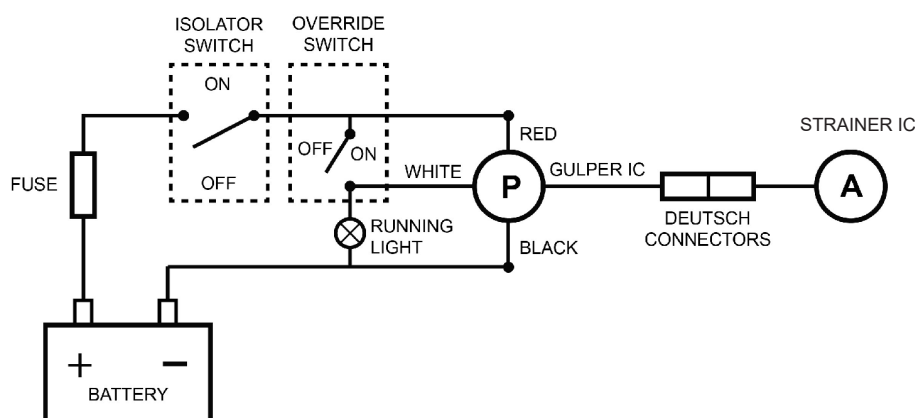 ISOLATOR
SWITCH
OVERRIDE
SWITCH
ON
OFF
OFF
ON
FUSE
WHITE
RED
P
GULPER IC
BLACK
RUNNING
LIGHT
DEUTSCH
CONNECTORS
STRAINER IC
A
+
−
BATTERY